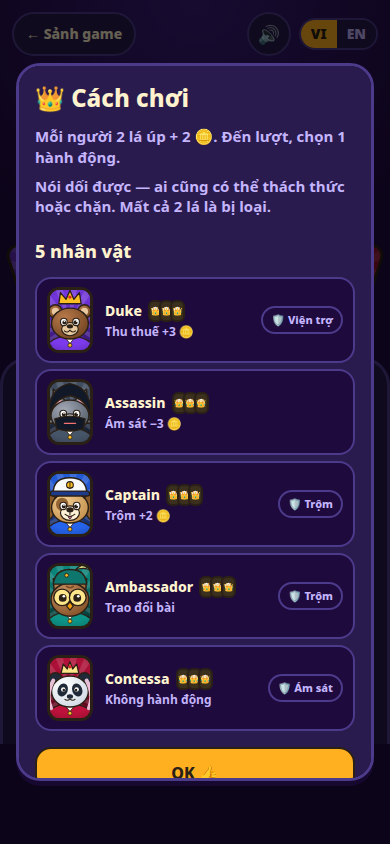 ← Sảnh game
VI
EN
Cách chơi
Mỗi người 2 lá úp + 2 🪙. Đến lượt, chọn 1
hành động.
Nói dối được — ai cũng có thể thách thức
hoặc chặn. Mất cả 2 lá là bị loại.
5 nhân vật
Duke
Thu thuế +3 🪙
Viện trợ
Assassin
Ám sát −3 🪙
Captain
Trộm +2 🪙
Trộm
Ambassador
Trao đổi bài
Trộm
Contessa
Không hành động
Ám sát
OK